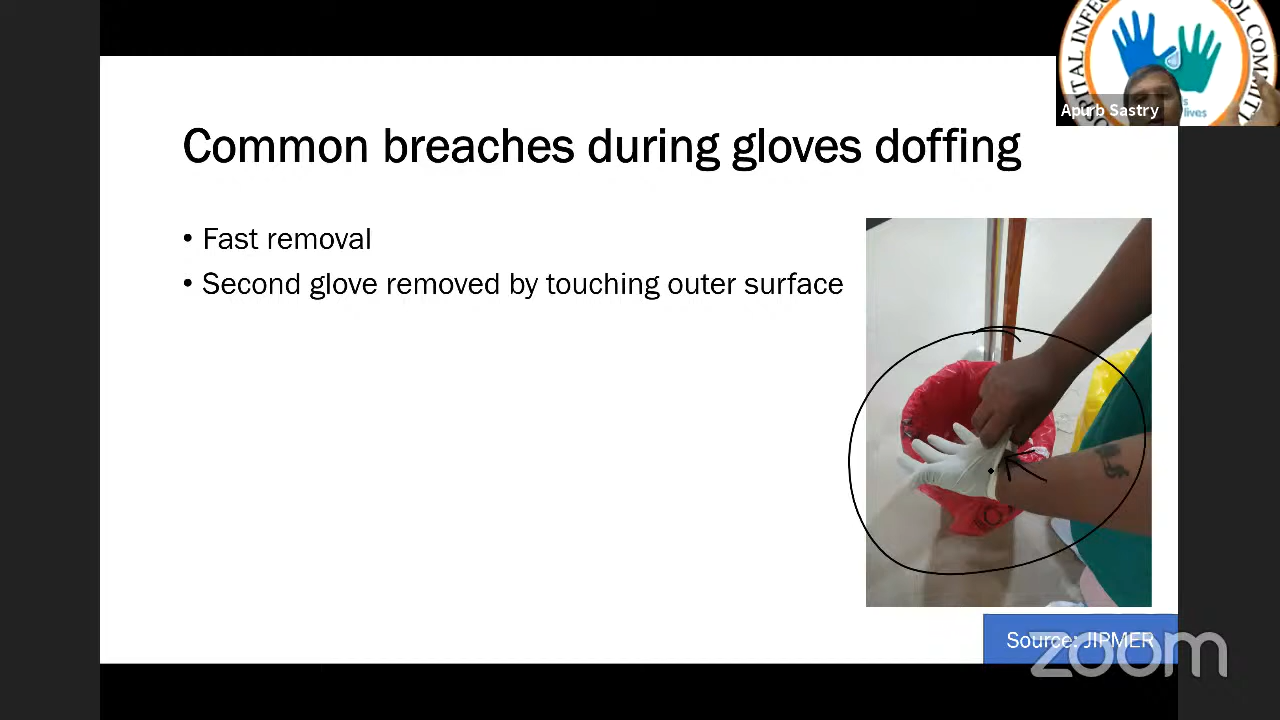 Common breaches during gloves doffing
• Fast removal
• Second glove removed by touching outer surface
Apurb Sastry
Source: JIPMER
zoom